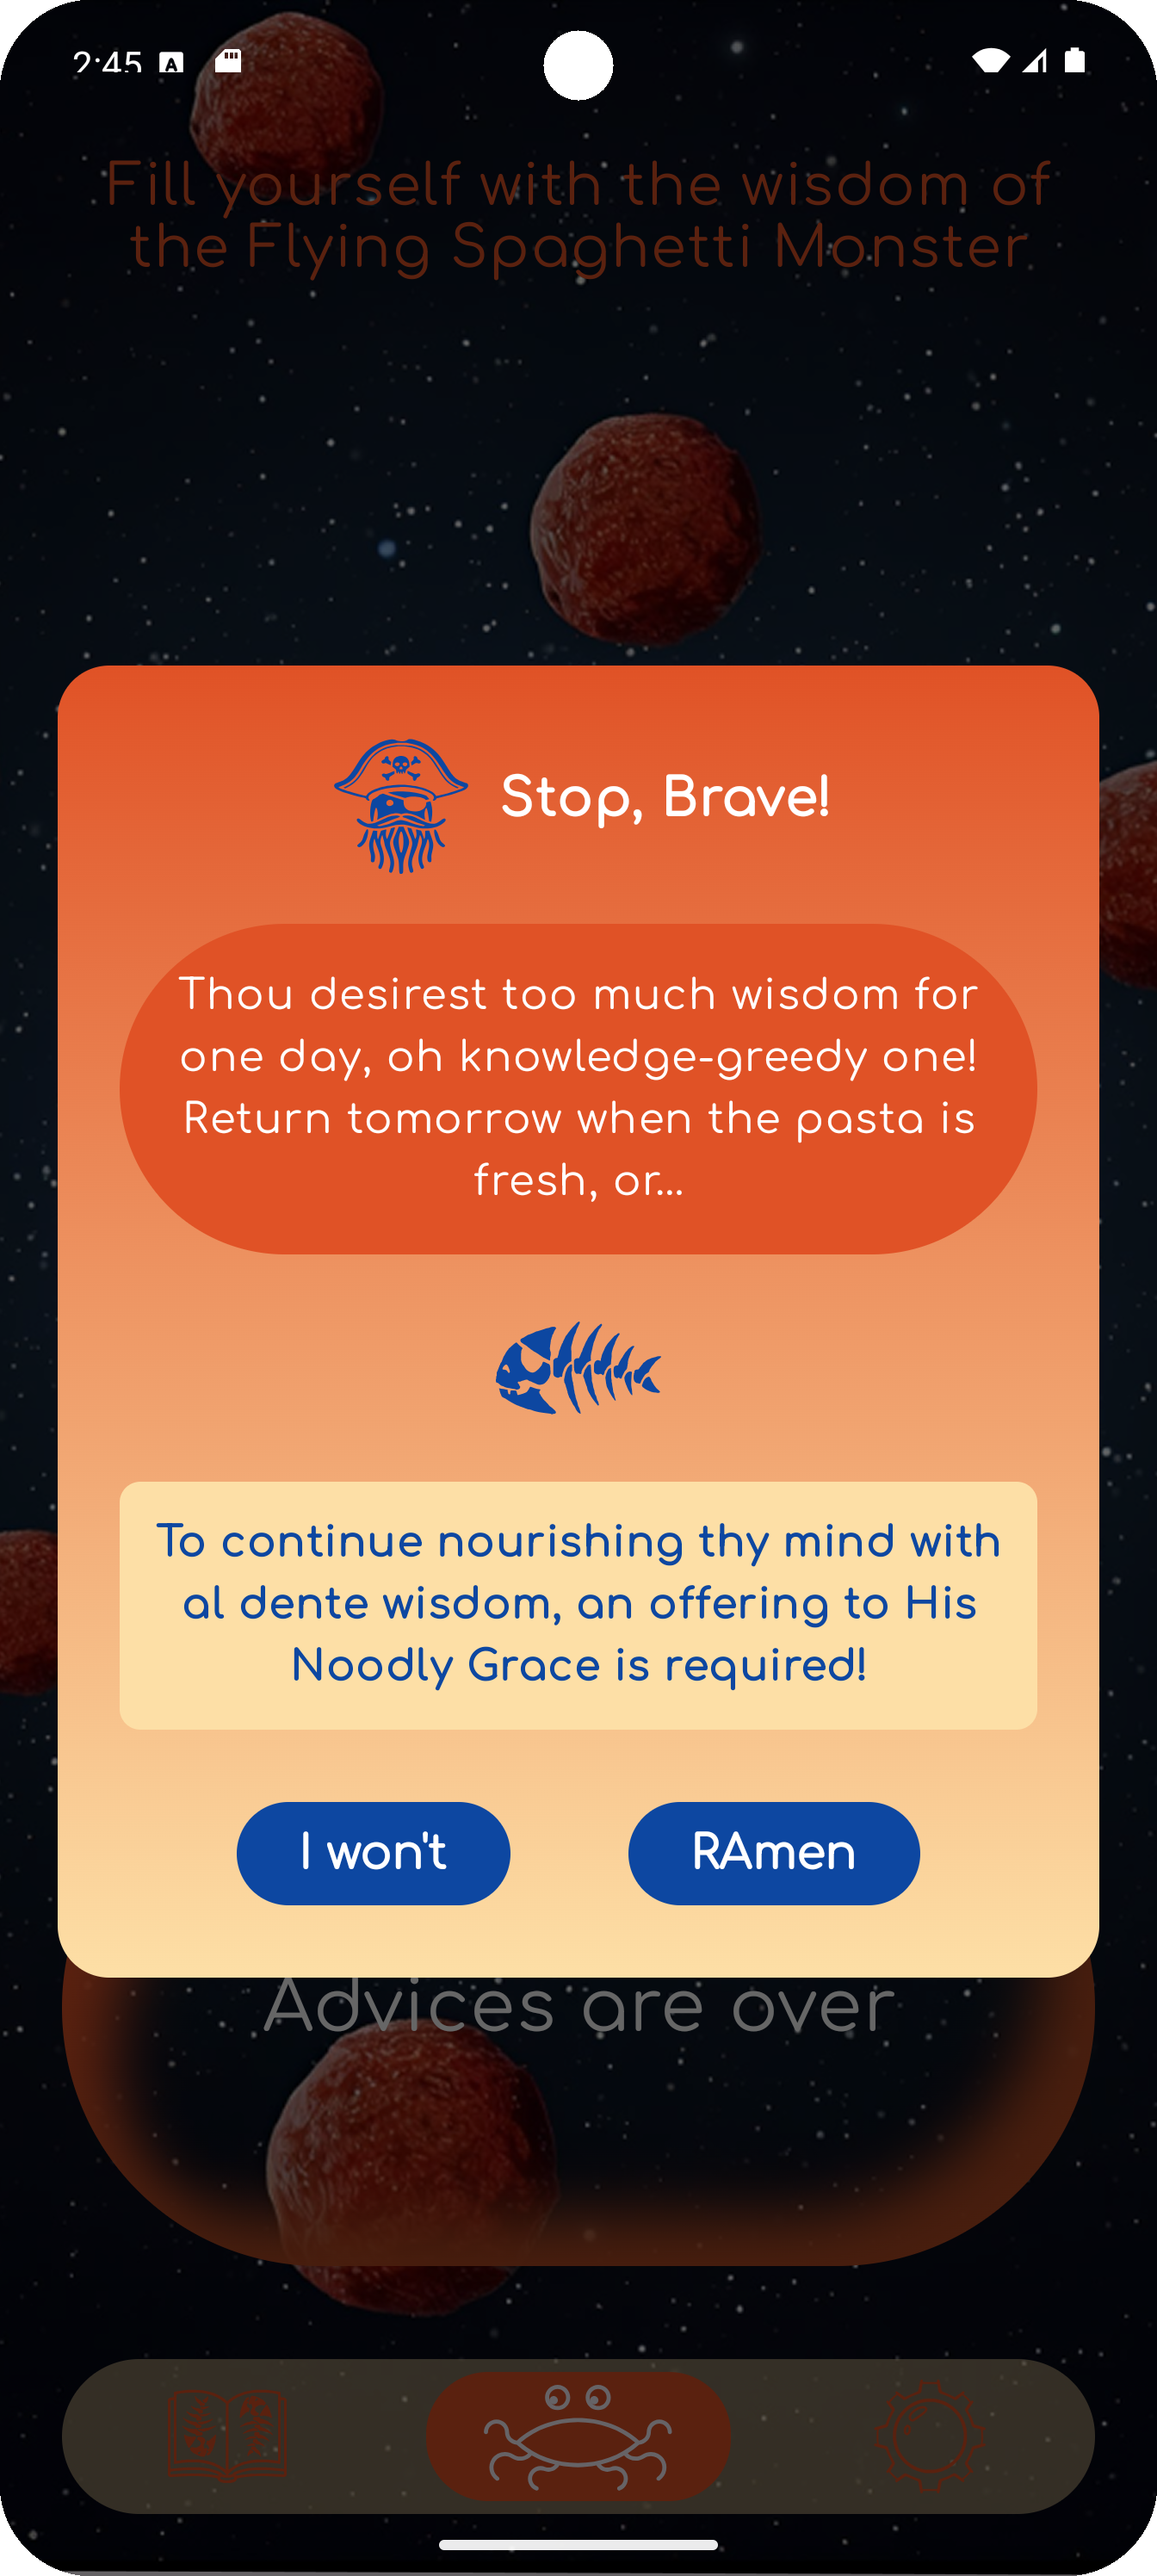 2:45
Fill yourself with the wisdom of
the Flying Spaghetti Monster
Stop, Brave!
Thou desirest too much wisdom for
one day, oh knowledge-greedy one!
Return tomorrow when the pasta is
fresh, or...
To continue nourishing thy mind with
al dente wisdom, an offering to His
Noodly Grace is required!
I won't
RAmen
Advices are over